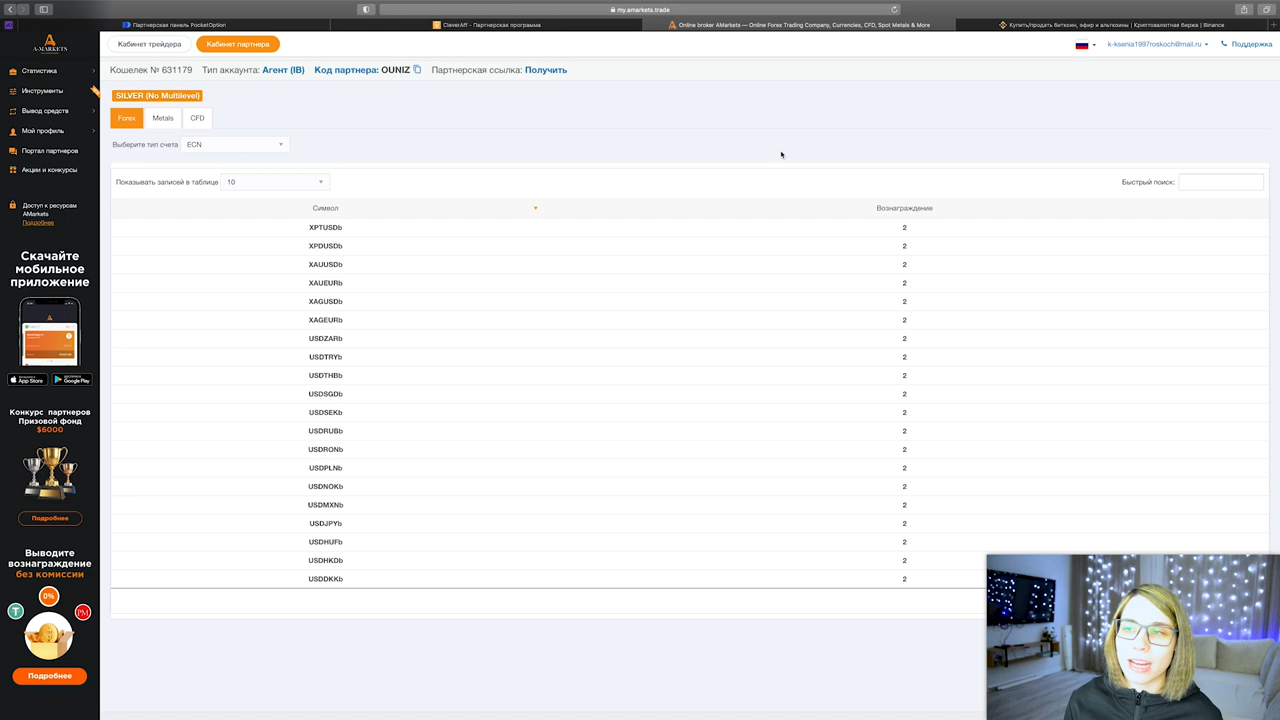 my.amarkets.trade
Партнерская панель PocketOption
CleverAff – Партнерская программа
Online broker AMarkets — Online Forex Trading Company, Currencies, CFD, Spot Metals & More
Купить/продать биткоин, эфир и альткоины | Криптовалютная биржа | Binance
A-MARKETS
Кабинет трейдера
Кабинет партнера
k-ksenia1997roskoch@mail.ru
Поддержка
Кошелек № 631179 Тип аккаунта: Агент (IB) Код партнера: OUNIZ Партнерская ссылка: Получить
Статистика
Инструменты
Вывод средств
Мой профиль
Портал партнеров
Акции и конкурсы
Доступ к ресурсам
AMarkets
Подробнее
Скачайте
мобильное
приложение
App Store
Google Play
Конкурс партнеров
Призовой фонд
$6000
Подробнее
Выводите
вознаграждение
без комиссии
0%
T
PM
Подробнее
SILVER (No Multilevel)
Forex Metals CFD
Выберите тип счета ECN
Показывать записей в таблице 10
Быстрый поиск:
Символ Вознаграждение
XPTUSDb 2
XPDUSDb 2
XAUUSDb 2
XAUEURb 2
XAGUSDb 2
XAGEURb 2
USDZARb 2
USDTRYb 2
USDTHBb 2
USDSGDb 2
USDSEKb 2
USDRUBb 2
USDRONb 2
USDPLNb 2
USDNOKb 2
USDMXNb 2
USDJPYb 2
USDHUFb 2
USDHKDb 2
USDDKKb 2